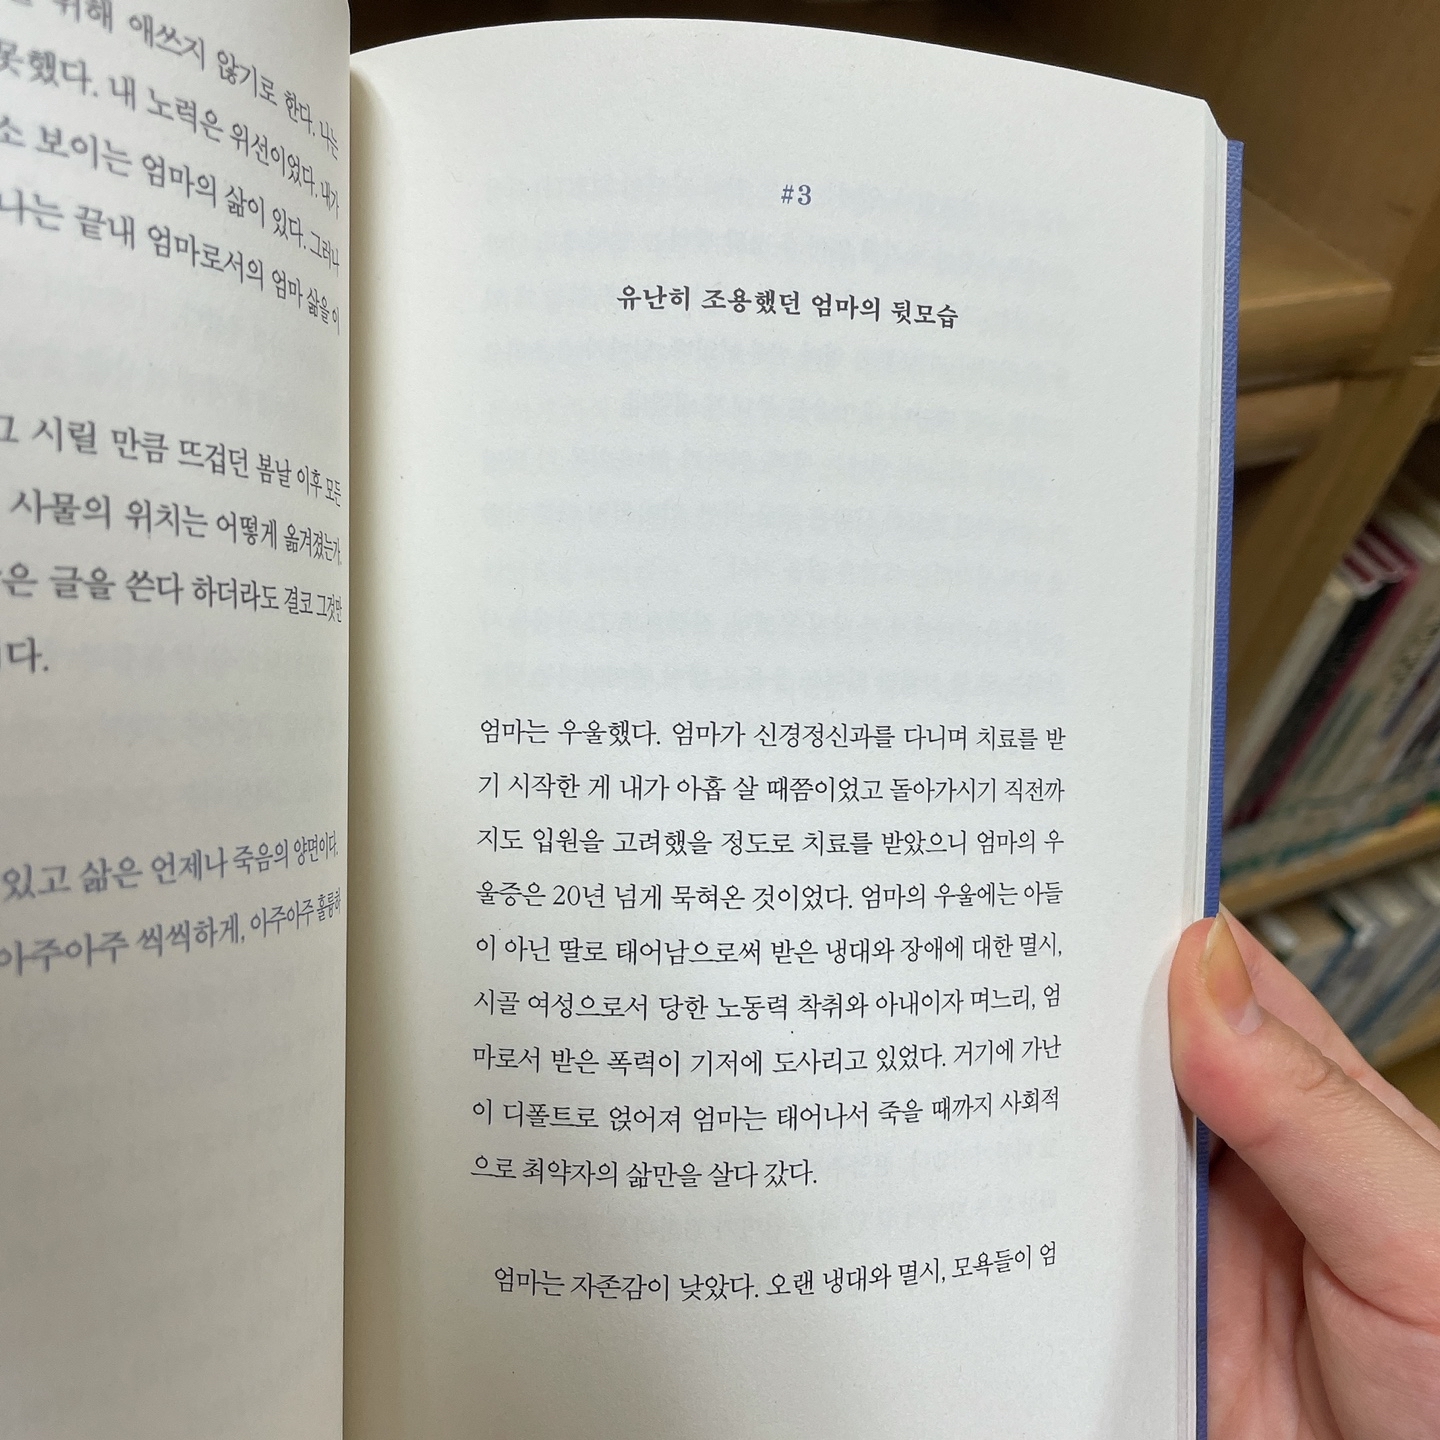 위해 애쓰지 않기로 한다. 나는
못했다. 내 노력은 위선이었다. 내가
보이는 엄마의 삶이 있다. 그러나
나는 끝내 엄마로서의 엄마 삶을 이
시릴 만큼 뜨겁던 봄날 이후 모든
사물의 위치는 어떻게 옮겨졌는가.
은 글을 쓴다 하더라도 결코 그것만
다.
있고 삶은 언제나 죽음의 양면이다.
아주아주 씩씩하게, 아주아주 훌륭하
#3
유난히 조용했던 엄마의 뒷모습
엄마는 우울했다. 엄마가 신경정신과를 다니며 치료를 받
기 시작한 게 내가 아홉 살 때쯤이었고 돌아가시기 직전까
지도 입원을 고려했을 정도로 치료를 받았으니 엄마의 우
울증은 20년 넘게 묵혀온 것이었다. 엄마의 우울에는 아들
이 아닌 딸로 태어남으로써 받은 냉대와 장애에 대한 멸시,
시골 여성으로서 당한 노동력 착취와 아내이자 며느리, 엄
마로서 받은 폭력이 기저에 도사리고 있었다. 거기에 가난
이 디폴트로 얹어져 엄마는 태어나서 죽을 때까지 사회적
으로 최약자의 삶만을 살다 갔다.
엄마는 자존감이 낮았다. 오랜 냉대와 멸시, 모욕들이 엄